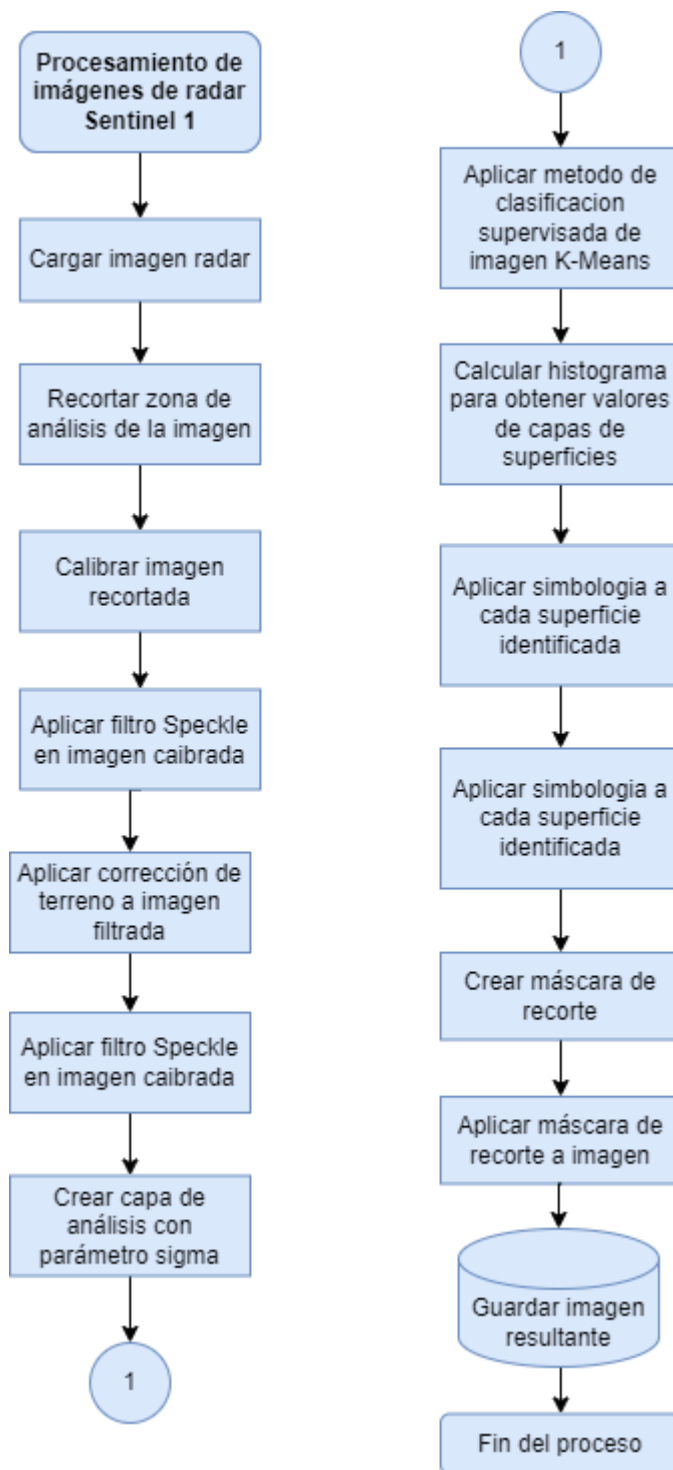 Procesamiento de
imágenes de radar
Sentinel 1
Cargar imagen radar
Recortar zona de
análisis de la imagen
Calibrar imagen
recortada
Aplicar filtro Speckle
en imagen caibrada
Aplicar corrección de
terreno a imagen
filtrada
Aplicar filtro Speckle
en imagen caibrada
Crear capa de
análisis con
parámetro sigma
1
1
Aplicar metodo de
clasificacion
supervisada de
imagen K-Means
Calcular histograma
para obtener valores
de capas de
superficies
Aplicar simbologia a
cada superficie
identificada
Aplicar simbologia a
cada superficie
identificada
Crear máscara de
recorte
Aplicar máscara de
recorte a imagen
Guardar imagen
resultante
Fin del proceso